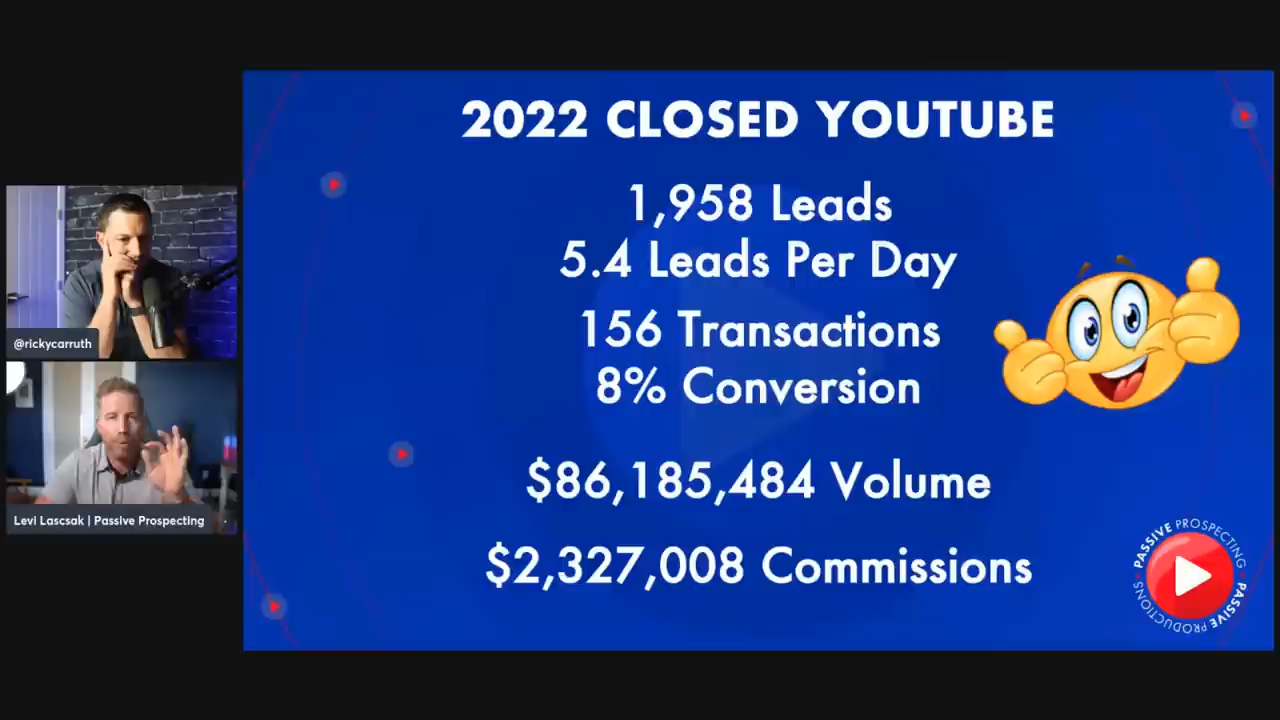 2022 CLOSED YOUTUBE
1,958 Leads
5.4 Leads Per Day
156 Transactions
8% Conversion
$86,185,484 Volume
$2,327,008 Commissions
@rickycarruth
Levi Lascsak | Passive Prospecting
PASSIVE PROSPECTING
PASSIVE PRODUCTIONS